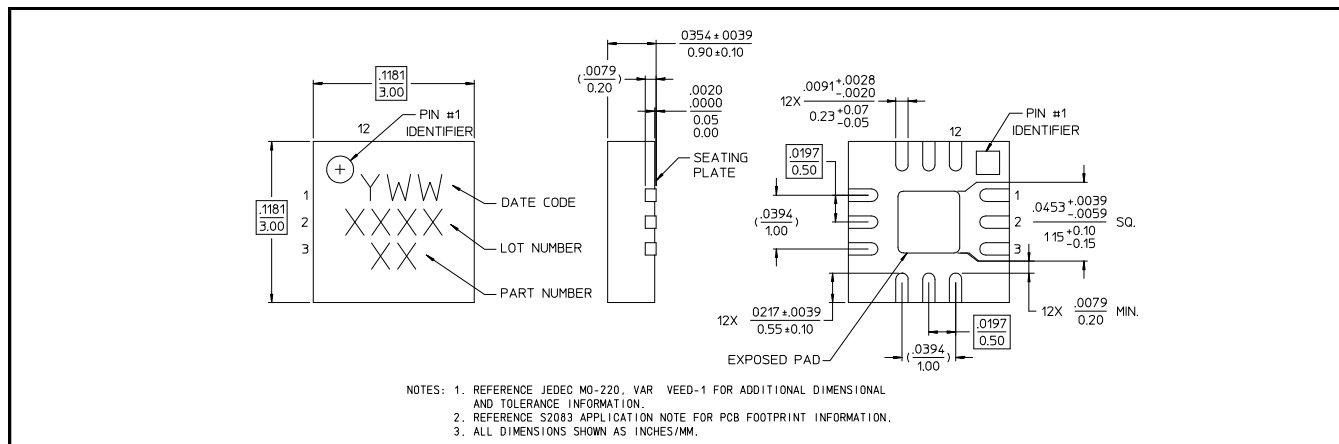 .1181
3.00
12
PIN #1
IDENTIFIER
.1181
3.00
1
2
3
YWW
XXXX
XX
DATE CODE
LOT NUMBER
PART NUMBER
.0354±.0039
0.90±0.10
(.0079)
0.20
.0020
.0000
0.05
0.00
SEATING
PLATE
12X .0091 +.0028 -.0020
0.23 +0.07 -0.05
12
PIN #1
IDENTIFIER
.0197
0.50
(.0394)
1.00
1
2
3
.0453 +.0039 -.0059 SQ.
1.15 +0.10 -0.15
12X .0217±.0039
0.55±0.10
12X .0079 MIN.
0.20
.0197
0.50
(.0394)
1.00
EXPOSED PAD
NOTES: 1. REFERENCE JEDEC MO-220, VAR VEED-1 FOR ADDITIONAL DIMENSIONAL
AND TOLERANCE INFORMATION.
2. REFERENCE S2083 APPLICATION NOTE FOR PCB FOOTPRINT INFORMATION.
3. ALL DIMENSIONS SHOWN AS INCHES/MM.